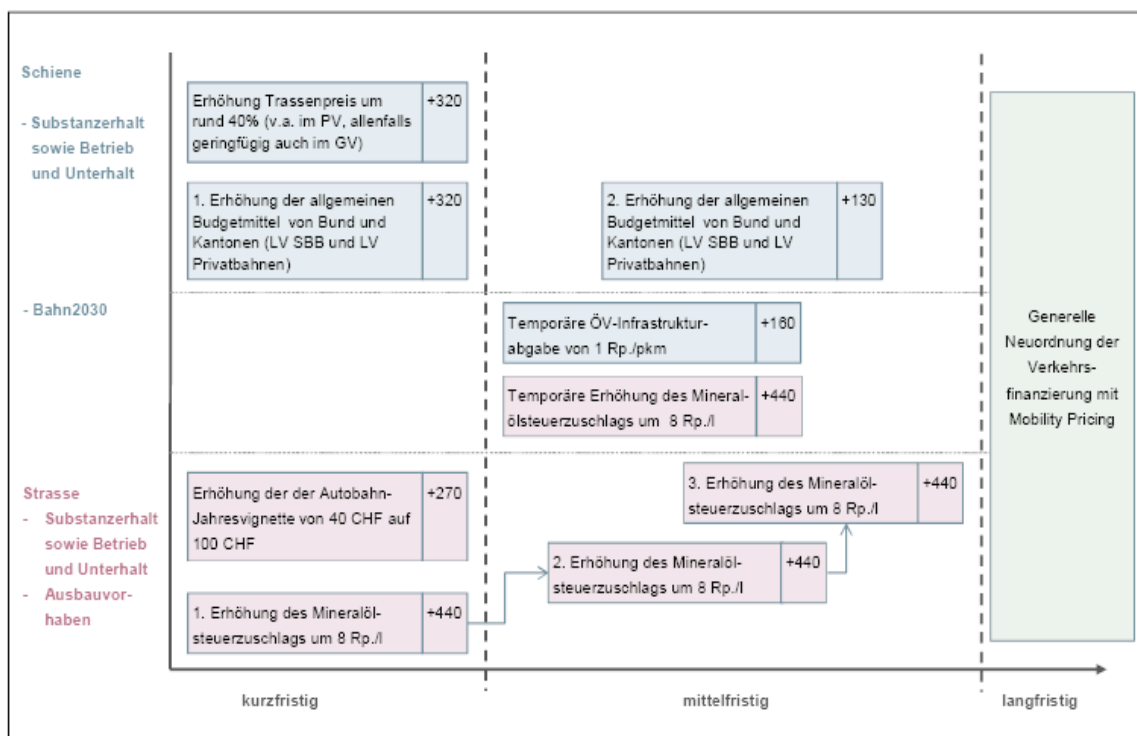 Schiene
- Substanzerhalt
sowie Betrieb
und Unterhalt
Erhöhung Trassenpreis um
rund 40% (v.a. im PV, allenfalls
geringfügig auch im GV)
+320
1. Erhöhung der allgemeinen
Budgetmittel von Bund und
Kantonen (LV SBB und LV
Privatbahnen)
+320
2. Erhöhung der allgemeinen
Budgetmittel von Bund und
Kantonen (LV SBB und LV
Privatbahnen)
+130
- Bahn2030
Temporäre ÖV-Infrastruktur-
abgabe von 1 Rp./pkm
+160
Temporäre Erhöhung des Mineral-
ölsteuerzuschlags um 8 Rp./l
+440
Strasse
- Substanzerhalt
sowie Betrieb
und Unterhalt
- Ausbauvor-
haben
Erhöhung der der Autobahn-
Jahresvignette von 40 CHF auf
100 CHF
+270
1. Erhöhung des Mineralöl-
steuerzuschlags um 8 Rp./l
+440
2. Erhöhung des Mineralöl-
steuerzuschlags um 8 Rp./l
+440
3. Erhöhung des Mineralöl-
steuerzuschlags um 8 Rp./l
+440
Generelle
Neuordnung der
Verkehrs-
finanzierung mit
Mobility Pricing
kurzfristig
mittelfristig
langfristig